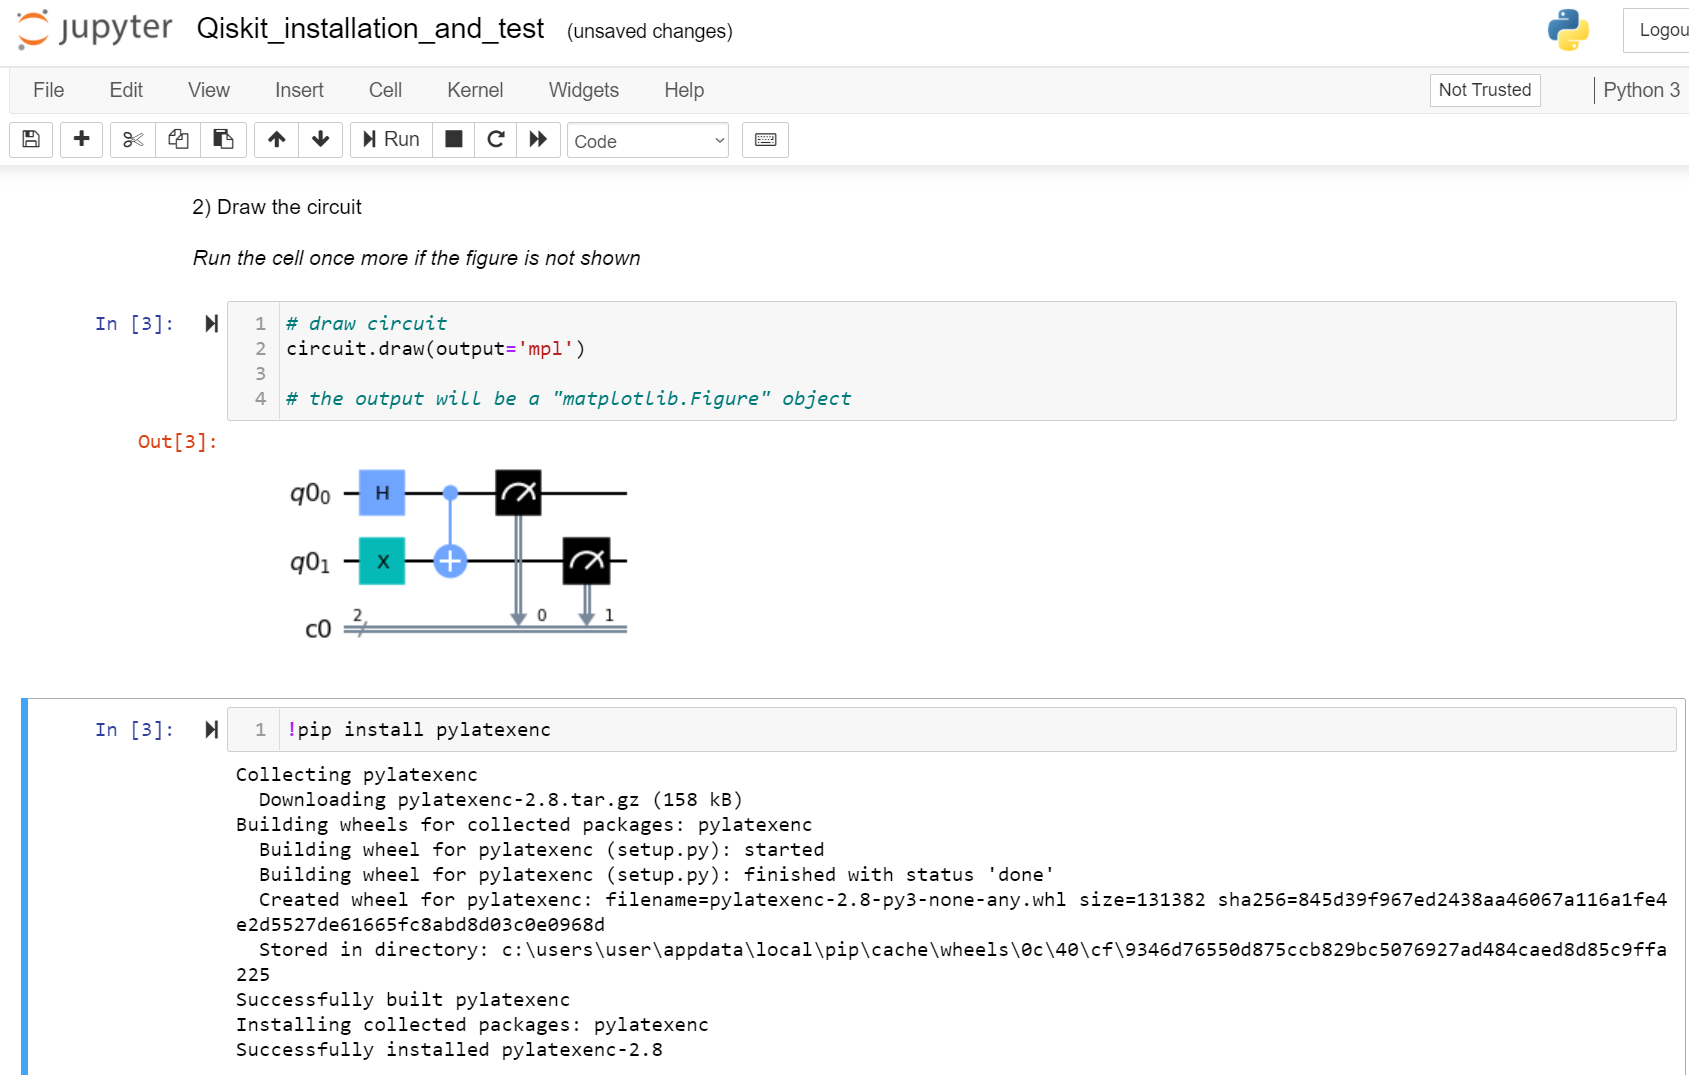 jupyter Qiskit_installation_and_test (unsaved changes) Logou
File Edit View Insert Cell Kernel Widgets Help Not Trusted Python 3
Run Code
2) Draw the circuit
Run the cell once more if the figure is not shown
In [3]: 1 # draw circuit
2 circuit.draw(output='mpl')
3
4 # the output will be a "matplotlib.Figure" object
Out[3]:
q0₀ H
q0₁ X
c0 2 0 1
In [3]: 1 !pip install pylatexenc
Collecting pylatexenc
Downloading pylatexenc-2.8.tar.gz (158 kB)
Building wheels for collected packages: pylatexenc
Building wheel for pylatexenc (setup.py): started
Building wheel for pylatexenc (setup.py): finished with status 'done'
Created wheel for pylatexenc: filename=pylatexenc-2.8-py3-none-any.whl size=131382 sha256=845d39f967ed2438aa46067a116a1fe4
e2d5527de61665fc8abd8d03c0e0968d
Stored in directory: c:\users\user\appdata\local\pip\cache\wheels\0c\40\cf\9346d76550d875ccb829bc5076927ad484caed8d85c9ffa
225
Successfully built pylatexenc
Installing collected packages: pylatexenc
Successfully installed pylatexenc-2.8